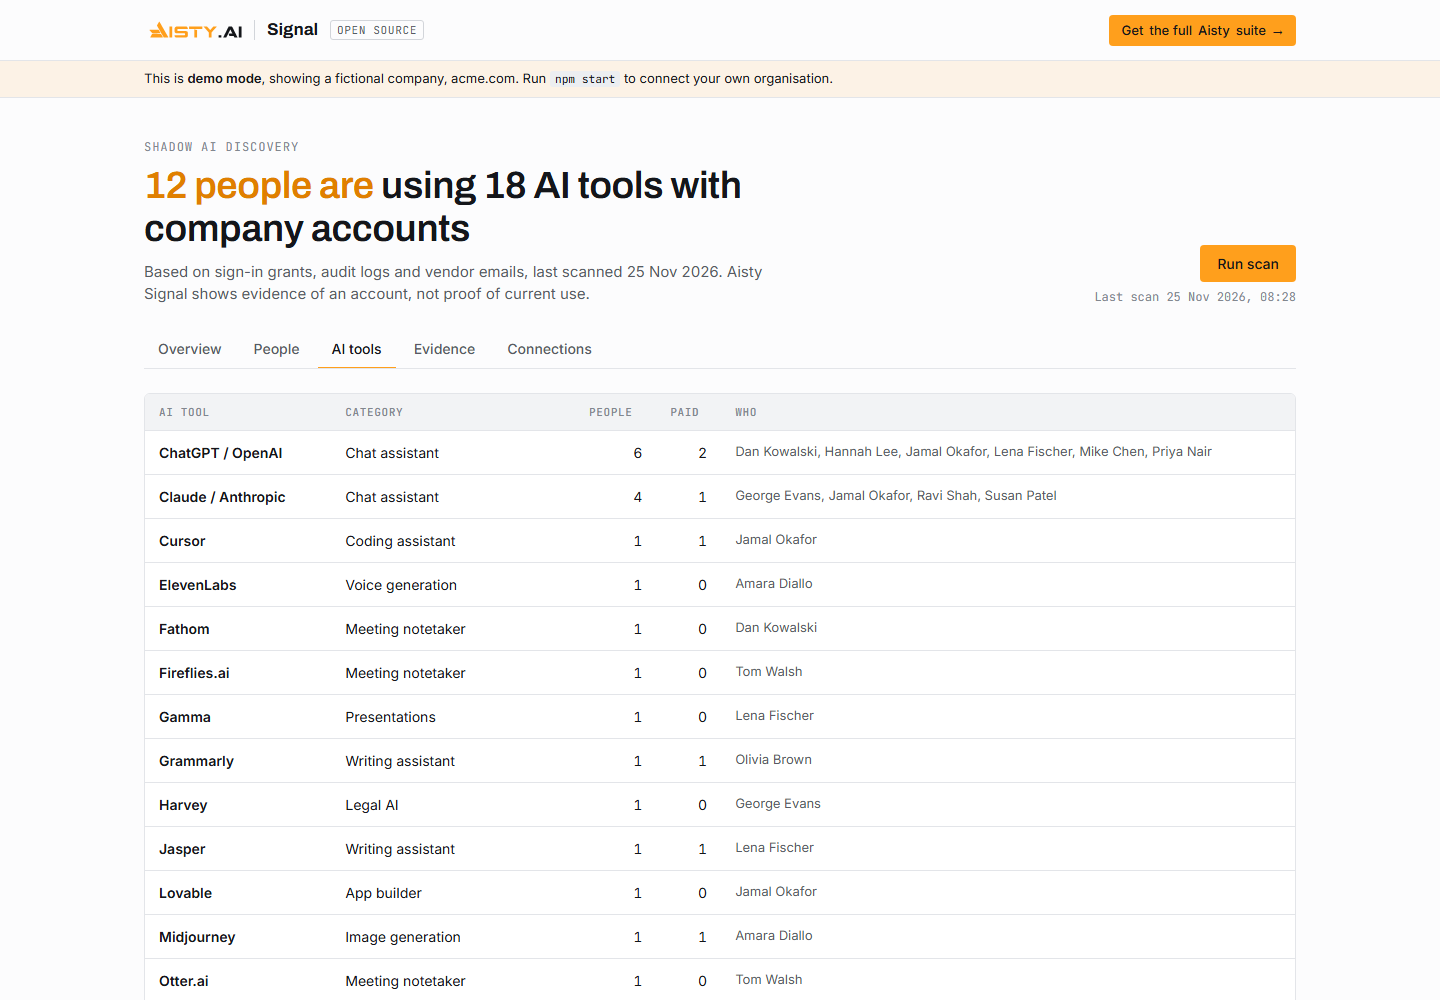 AISTY.AI Signal OPEN SOURCE Get the full Aisty suite →
This is demo mode, showing a fictional company, acme.com. Run npm start to connect your own organisation.
SHADOW AI DISCOVERY
12 people are using 18 AI tools with
company accounts
Based on sign-in grants, audit logs and vendor emails, last scanned 25 Nov 2026. Aisty
Signal shows evidence of an account, not proof of current use.
Run scan
Last scan 25 Nov 2026, 08:28
Overview People AI tools Evidence Connections
AI TOOL CATEGORY PEOPLE PAID WHO
ChatGPT / OpenAI Chat assistant 6 2 Dan Kowalski, Hannah Lee, Jamal Okafor, Lena Fischer, Mike Chen, Priya Nair
Claude / Anthropic Chat assistant 4 1 George Evans, Jamal Okafor, Ravi Shah, Susan Patel
Cursor Coding assistant 1 1 Jamal Okafor
ElevenLabs Voice generation 1 0 Amara Diallo
Fathom Meeting notetaker 1 0 Dan Kowalski
Fireflies.ai Meeting notetaker 1 0 Tom Walsh
Gamma Presentations 1 0 Lena Fischer
Grammarly Writing assistant 1 1 Olivia Brown
Harvey Legal AI 1 0 George Evans
Jasper Writing assistant 1 1 Lena Fischer
Lovable App builder 1 0 Jamal Okafor
Midjourney Image generation 1 1 Amara Diallo
Otter.ai Meeting notetaker 1 0 Tom Walsh